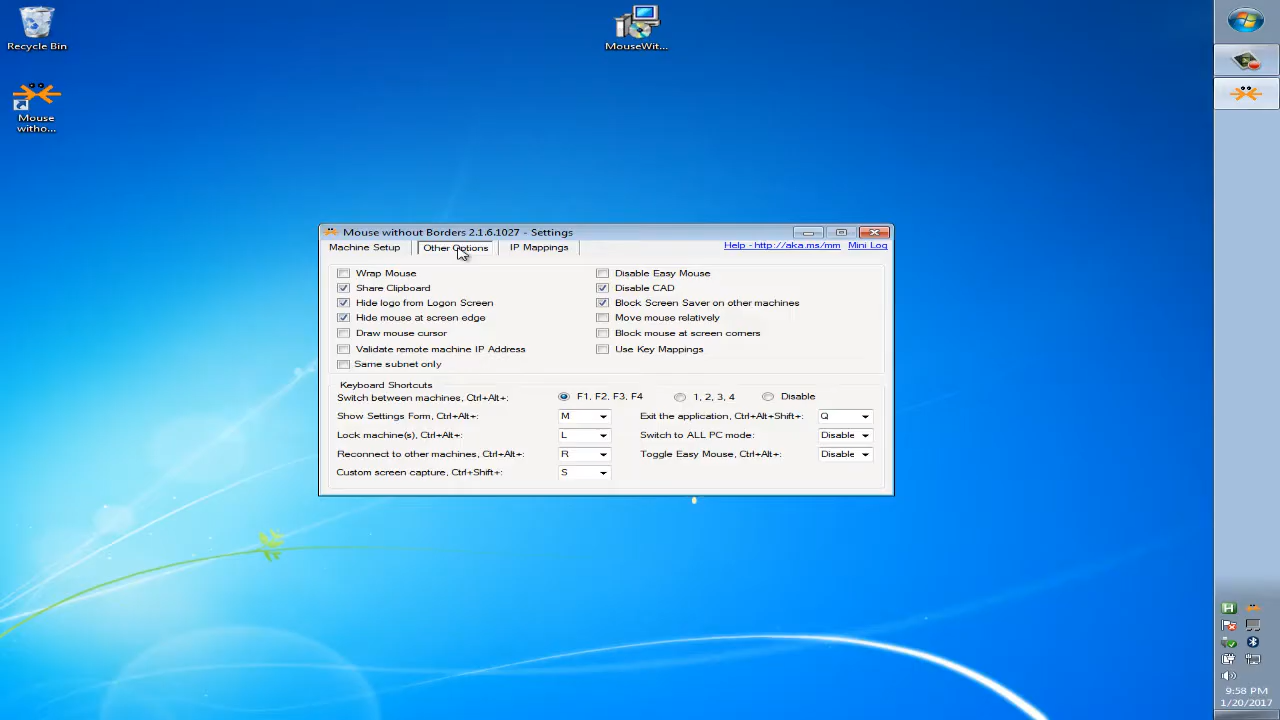 Recycle Bin
MouseWit...
Mouse
witho...
Mouse without Borders 2.1.6.1027 - Settings
Machine Setup
Other Options
IP Mappings
Help - http://aka.ms/mm
Mini Log
Wrap Mouse
Disable Easy Mouse
Share Clipboard
Disable CAD
Hide logo from Logon Screen
Block Screen Saver on other machines
Hide mouse at screen edge
Move mouse relatively
Draw mouse cursor
Block mouse at screen corners
Validate remote machine IP Address
Use Key Mappings
Same subnet only
Keyboard Shortcuts
Switch between machines, Ctrl+Alt+:
F1, F2, F3, F4
1, 2, 3, 4
Disable
Show Settings Form, Ctrl+Alt+:
M
Exit the application, Ctrl+Alt+Shift+:
Q
Lock machine(s), Ctrl+Alt+:
L
Switch to ALL PC mode:
Disable
Reconnect to other machines, Ctrl+Alt+:
R
Toggle Easy Mouse, Ctrl+Alt+:
Disable
Custom screen capture, Ctrl+Shift+:
S
H
9:58 PM
1/20/2017